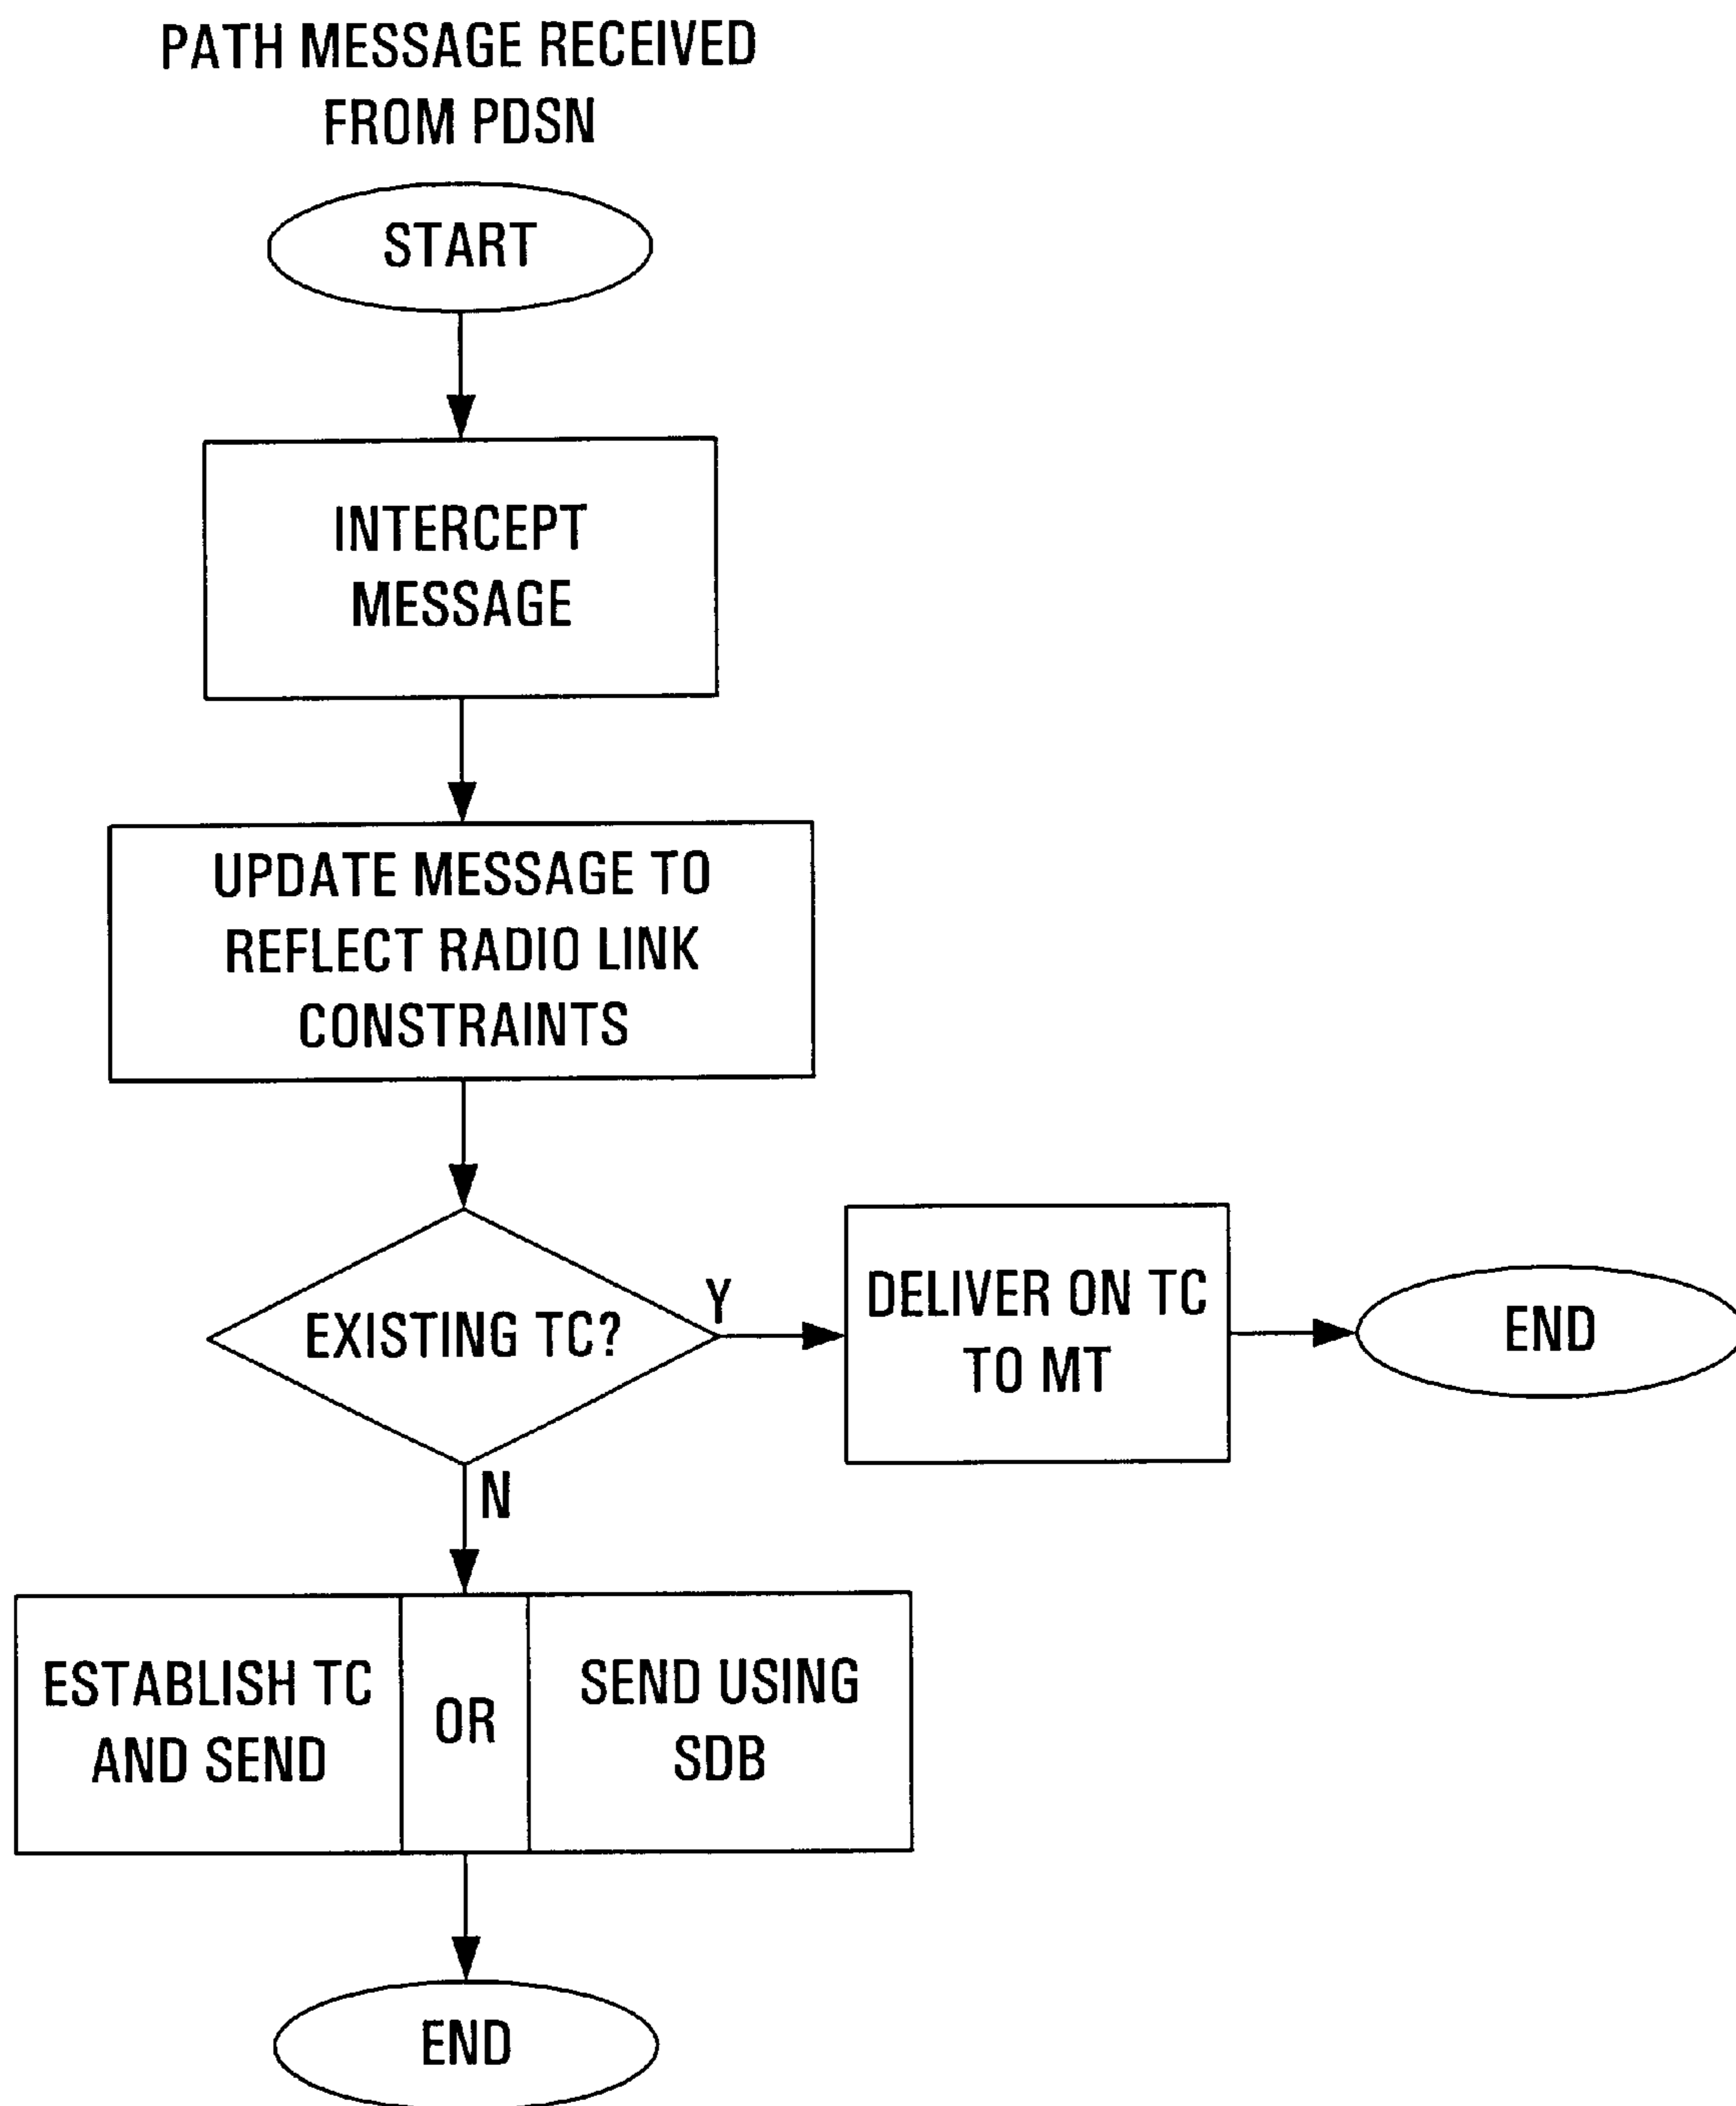 PATH MESSAGE RECEIVED
FROM PDSN
START
INTERCEPT
MESSAGE
UPDATE MESSAGE TO
REFLECT RADIO LINK
CONSTRAINTS
EXISTING TC?
Y
DELIVER ON TC
TO MT
END
N
ESTABLISH TC
AND SEND
OR
SEND USING
SDB
END